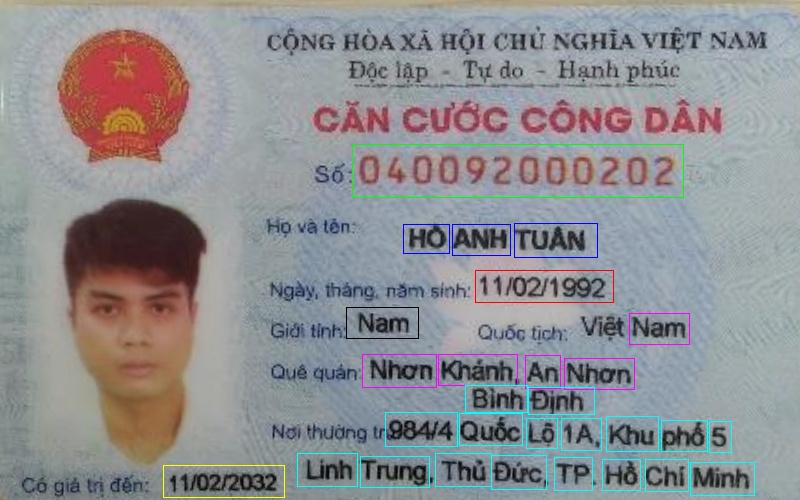 CỘNG HÒA XÃ HỘI CHỦ NGHĨA VIỆT NAM
Độc lập - Tự do - Hạnh phúc
CĂN CƯỚC CÔNG DÂN
Số: 040092000202
Họ và tên: HỒ ANH TUẤN
Ngày, tháng, năm sinh: 11/02/1992
Giới tính: Nam Quốc tịch: Việt Nam
Quê quán: Nhơn Khánh, An Nhơn
Bình Định
Nơi thường tr 984/4 Quốc Lộ 1A, Khu phố 5
Có giá trị đến: 11/02/2032 Linh Trung, Thủ Đức, TP. Hồ Chí Minh